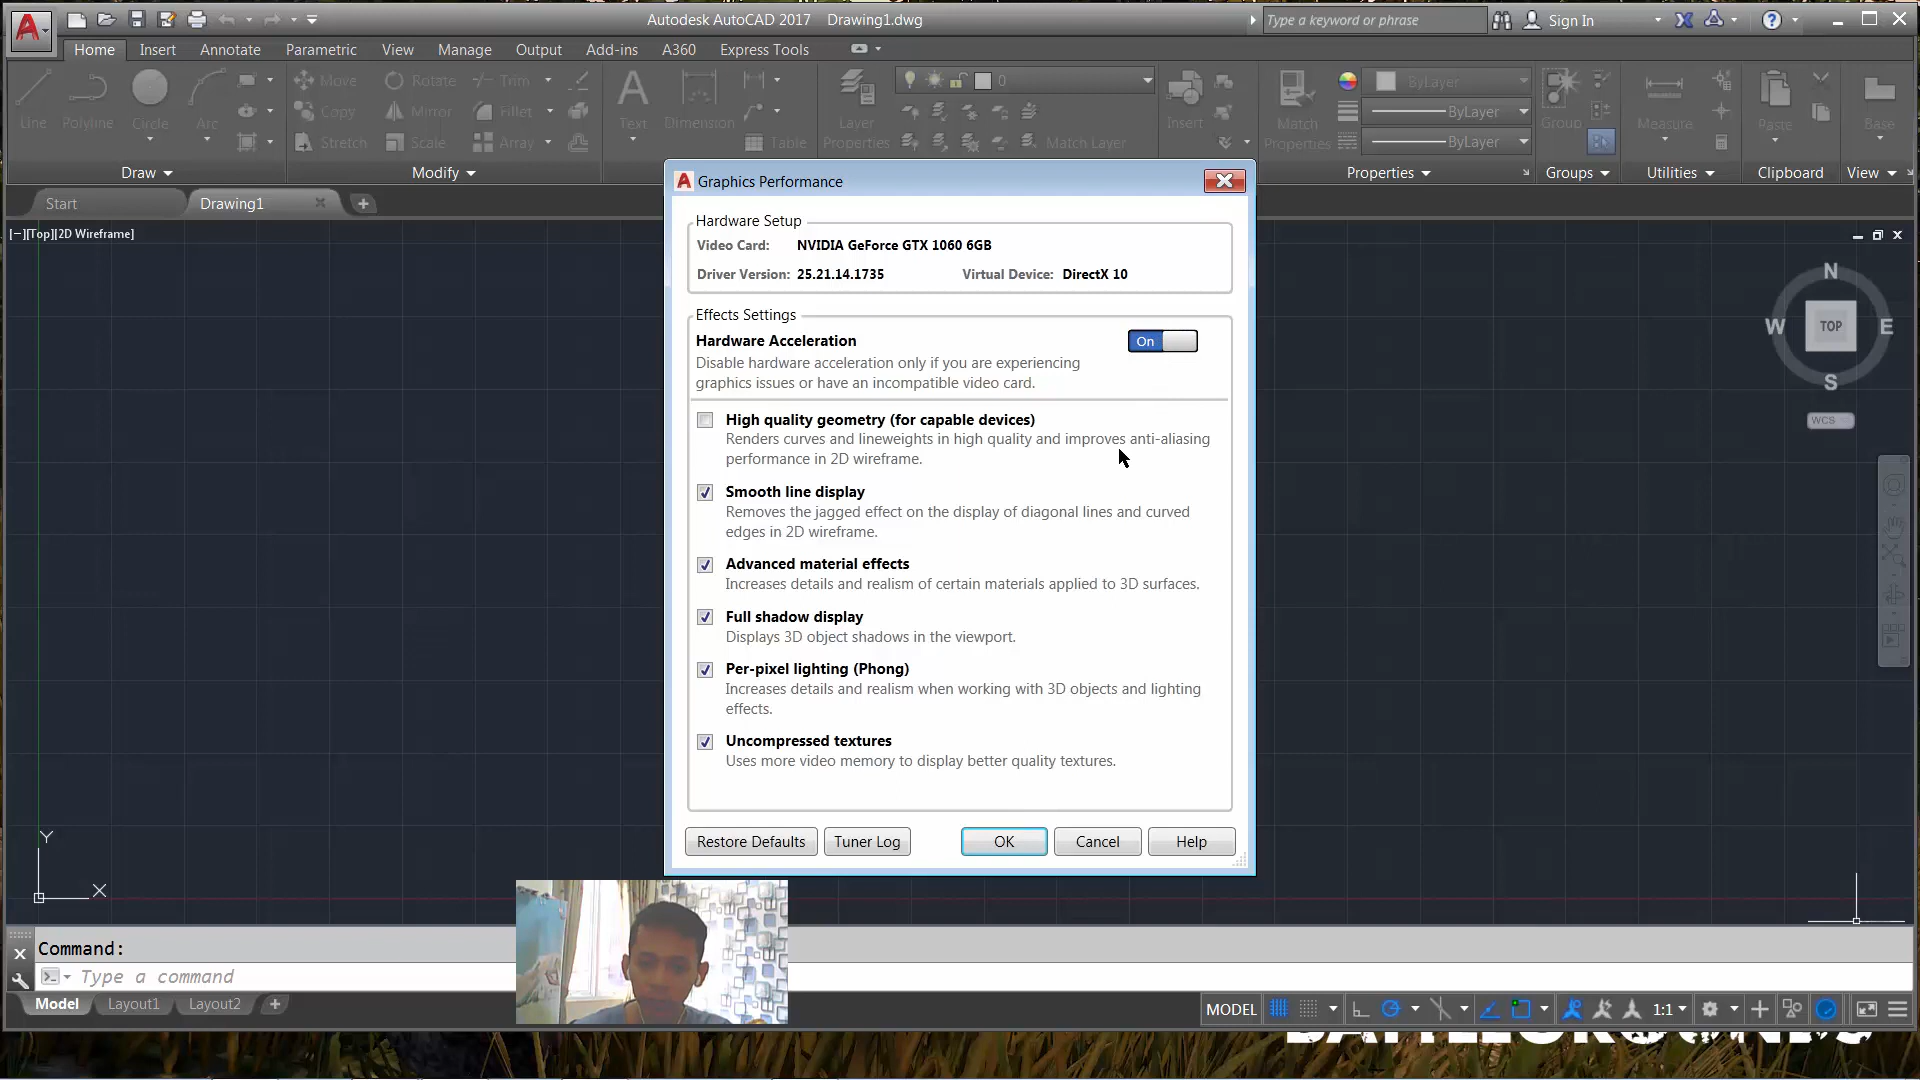 Autodesk AutoCAD 2017 Drawing1.dwg
Type a keyword or phrase
Sign In
Home Insert Annotate Parametric View Manage Output Add-ins A360 Express Tools
Line Polyline Circle Arc
Move Rotate Trim
Copy Mirror Fillet
Stretch Scale Array
Text Dimension Table
Layer Properties
0
Match Layer
Insert
Match Properties
ByLayer
ByLayer
ByLayer
Group
Measure
Paste
Base
Draw Modify Properties Groups Utilities Clipboard View
Start Drawing1
[−][Top][2D Wireframe]
N
W TOP E
S
WCS
Graphics Performance
Hardware Setup
Video Card: NVIDIA GeForce GTX 1060 6GB
Driver Version: 25.21.14.1735 Virtual Device: DirectX 10
Effects Settings
Hardware Acceleration On
Disable hardware acceleration only if you are experiencing
graphics issues or have an incompatible video card.
High quality geometry (for capable devices)
Renders curves and lineweights in high quality and improves anti-aliasing
performance in 2D wireframe.
Smooth line display
Removes the jagged effect on the display of diagonal lines and curved
edges in 2D wireframe.
Advanced material effects
Increases details and realism of certain materials applied to 3D surfaces.
Full shadow display
Displays 3D object shadows in the viewport.
Per-pixel lighting (Phong)
Increases details and realism when working with 3D objects and lighting
effects.
Uncompressed textures
Uses more video memory to display better quality textures.
Restore Defaults Tuner Log OK Cancel Help
Y
X
Command:
Type a command
Model Layout1 Layout2
MODEL 1:1